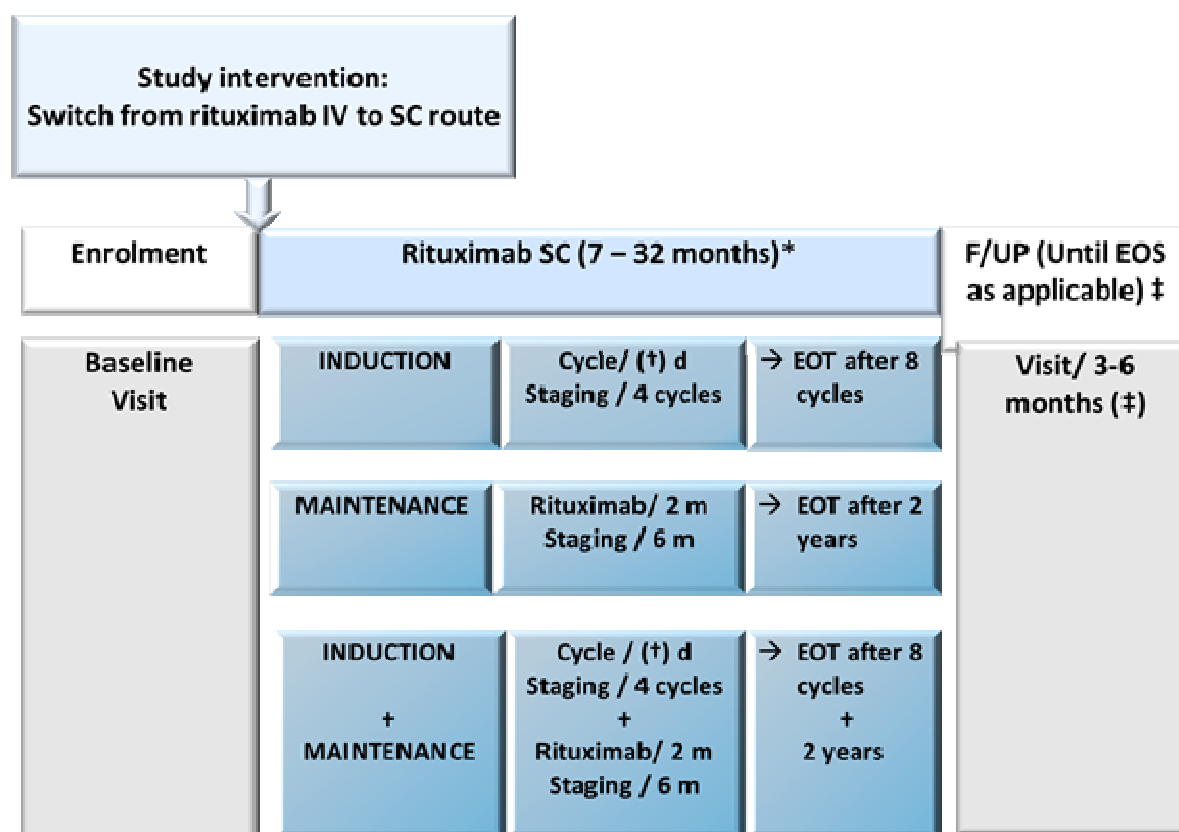 Study intervention:
Switch from rituximab IV to SC route
Enrolment
Rituximab SC (7 – 32 months)*
F/UP (Until EOS
as applicable) ‡
Baseline
Visit
INDUCTION
Cycle/ (†) d
Staging / 4 cycles
→ EOT after 8
cycles
MAINTENANCE
Rituximab/ 2 m
Staging / 6 m
→ EOT after 2
years
INDUCTION
+
MAINTENANCE
Cycle / (†) d
Staging / 4 cycles
+
Rituximab/ 2 m
Staging / 6 m
→ EOT after 8
cycles
+
2 years
Visit/ 3-6
months (‡)